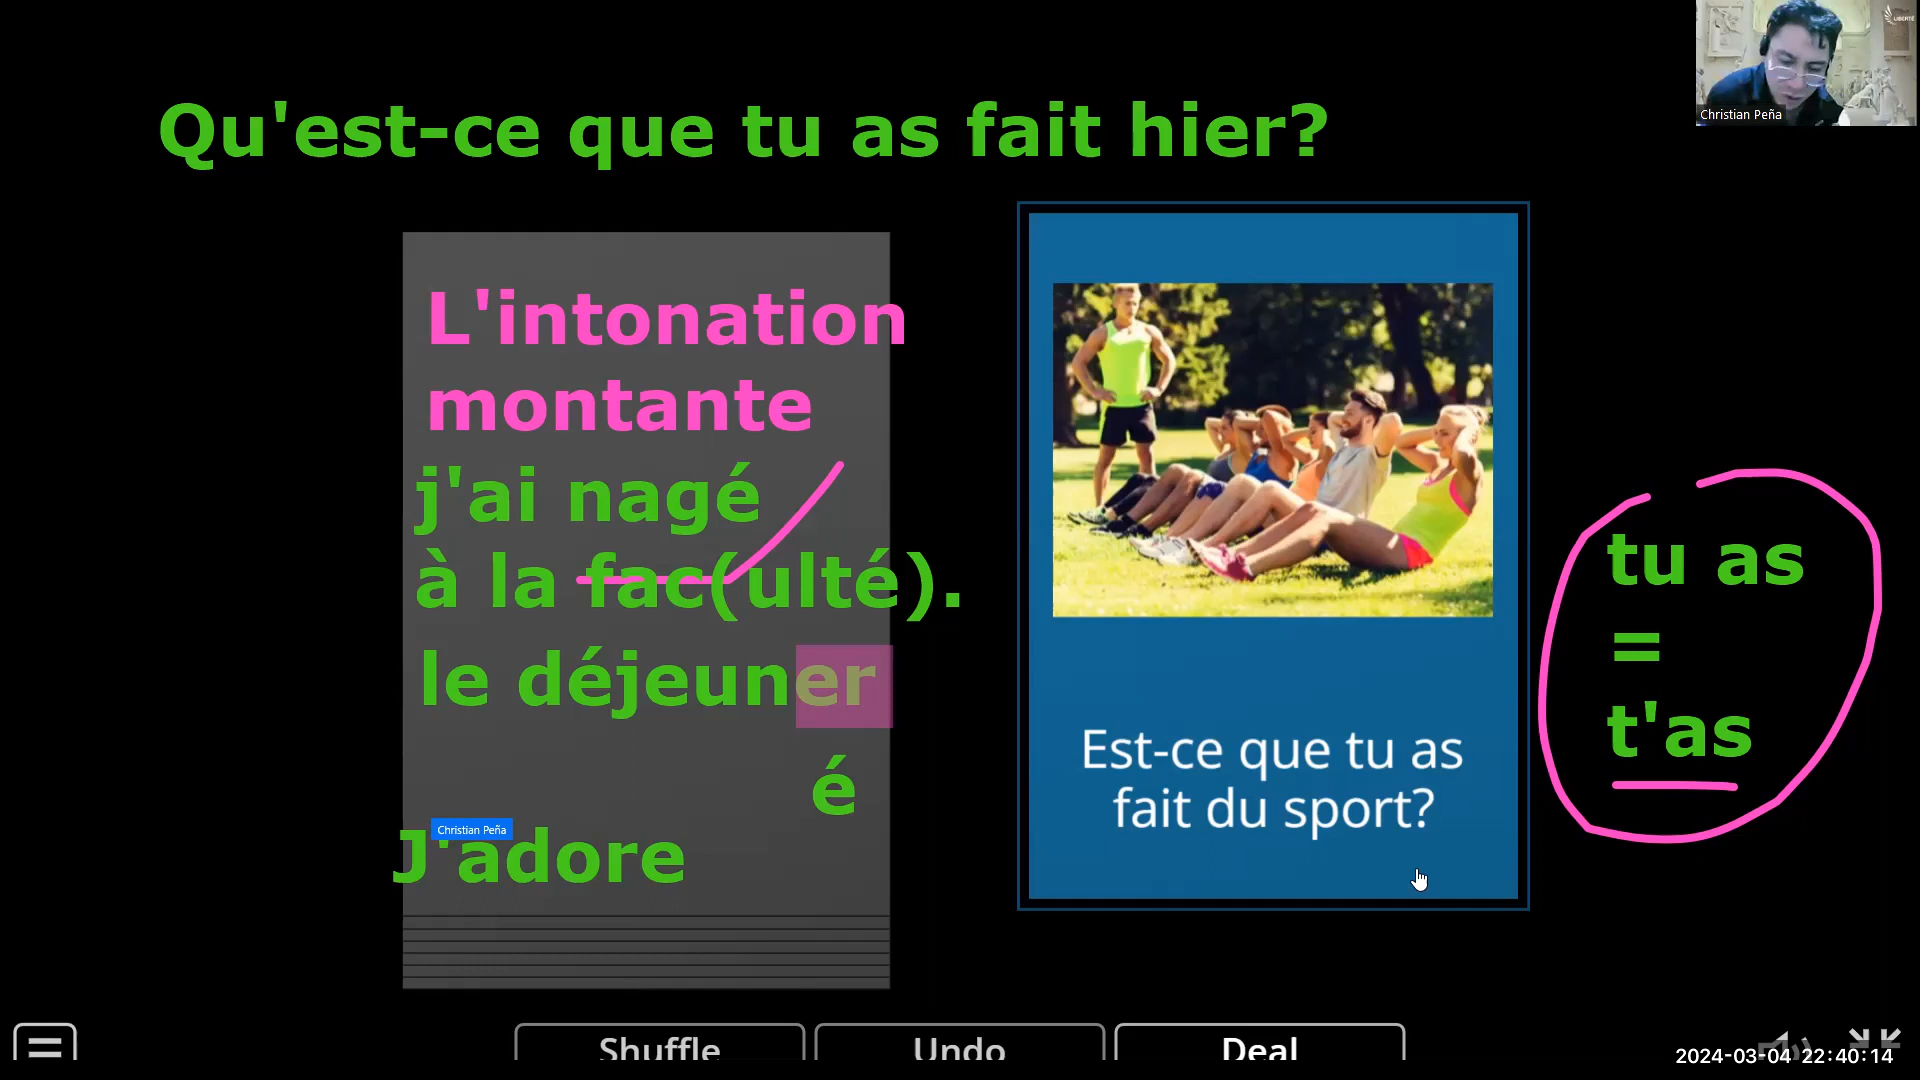 LIBERTÉ
Christian Peña
Qu'est-ce que tu as fait hier?
L'intonation
montante
j'ai nagé
à la fac(ulté).
le déjeuner
é
Christian Peña
J'adore
Est-ce que tu as
fait du sport?
tu as
=
t'as
Shuffle
Undo
Deal
2024-03-04 22:40:14